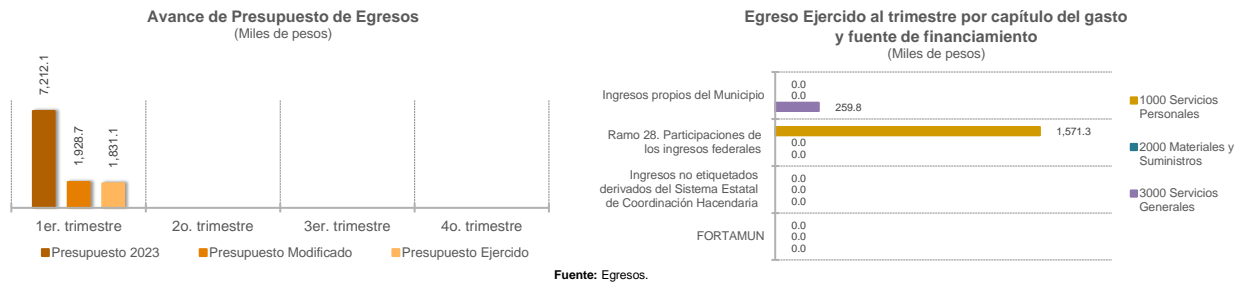 Avance de Presupuesto de Egresos
(Miles de pesos)
7,212.1
1,928.7
1,831.1
1er. trimestre
2o. trimestre
3er. trimestre
4o. trimestre
Presupuesto 2023
Presupuesto Modificado
Presupuesto Ejercido
Egreso Ejercido al trimestre por capítulo del gasto
y fuente de financiamiento
(Miles de pesos)
Ingresos propios del Municipio
0.0
0.0
259.8
Ramo 28. Participaciones de
los ingresos federales
1,571.3
0.0
0.0
Ingresos no etiquetados
derivados del Sistema Estatal
de Coordinación Hacendaria
0.0
0.0
0.0
FORTAMUN
0.0
0.0
0.0
1000 Servicios
Personales
2000 Materiales y
Suministros
3000 Servicios
Generales
Fuente: Egresos.